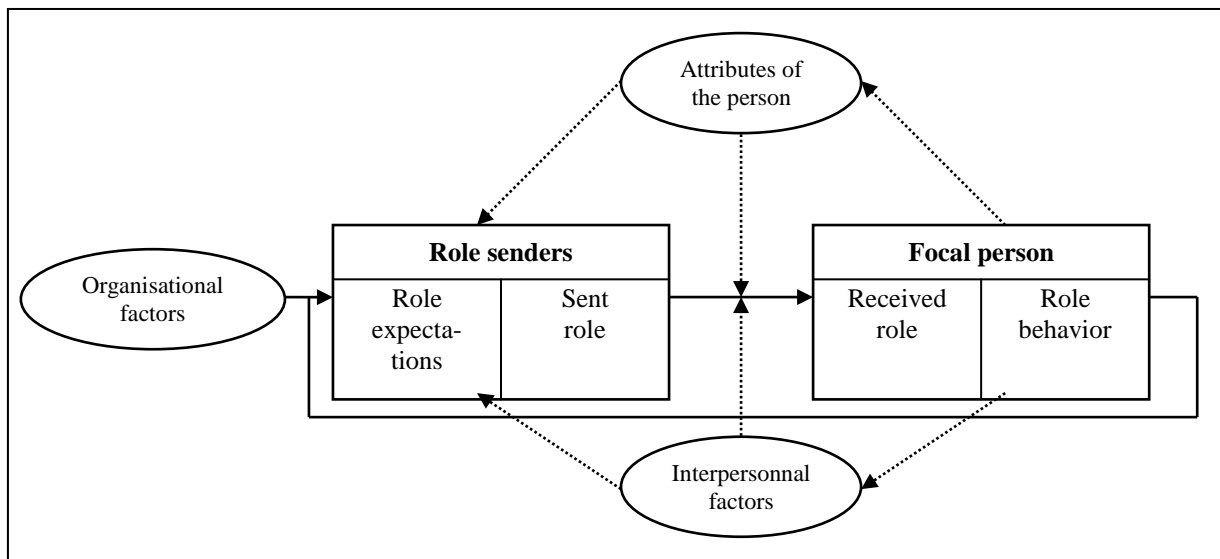 Attributes of
the person
Role senders
Focal person
Organisational
factors
Role
expecta-
tions
Sent
role
Received
role
Role
behavior
Interpersonnal
factors